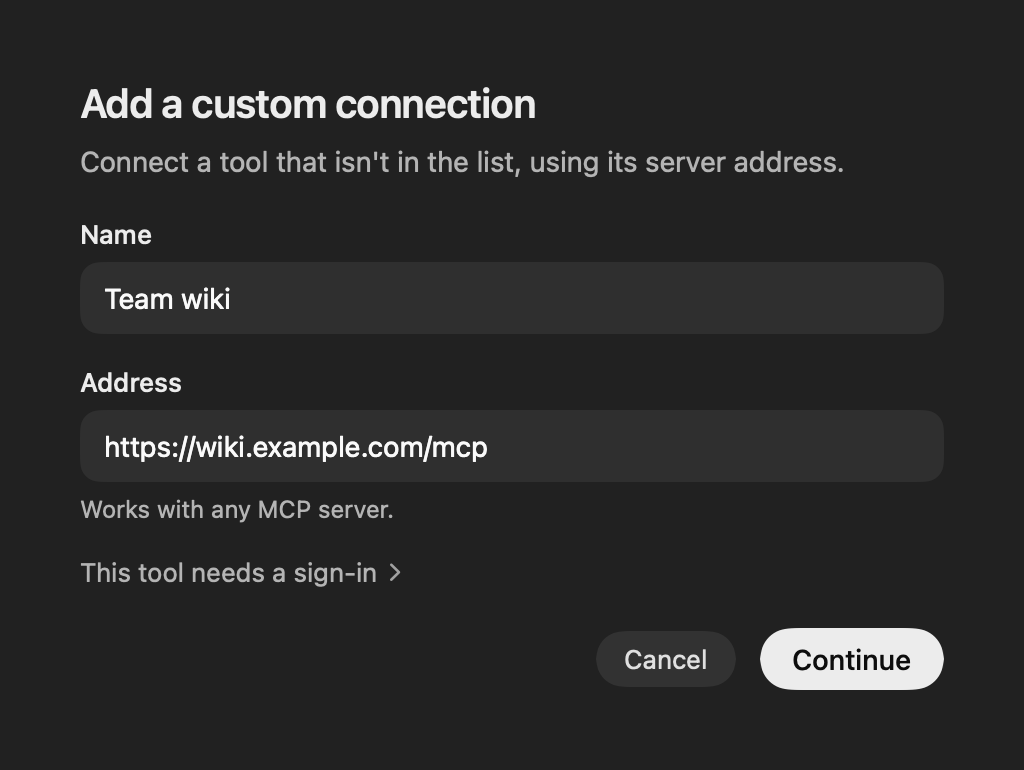 Add a custom connection
Connect a tool that isn't in the list, using its server address.
Name
Team wiki
Address
https://wiki.example.com/mcp
Works with any MCP server.
This tool needs a sign-in >
Cancel
Continue